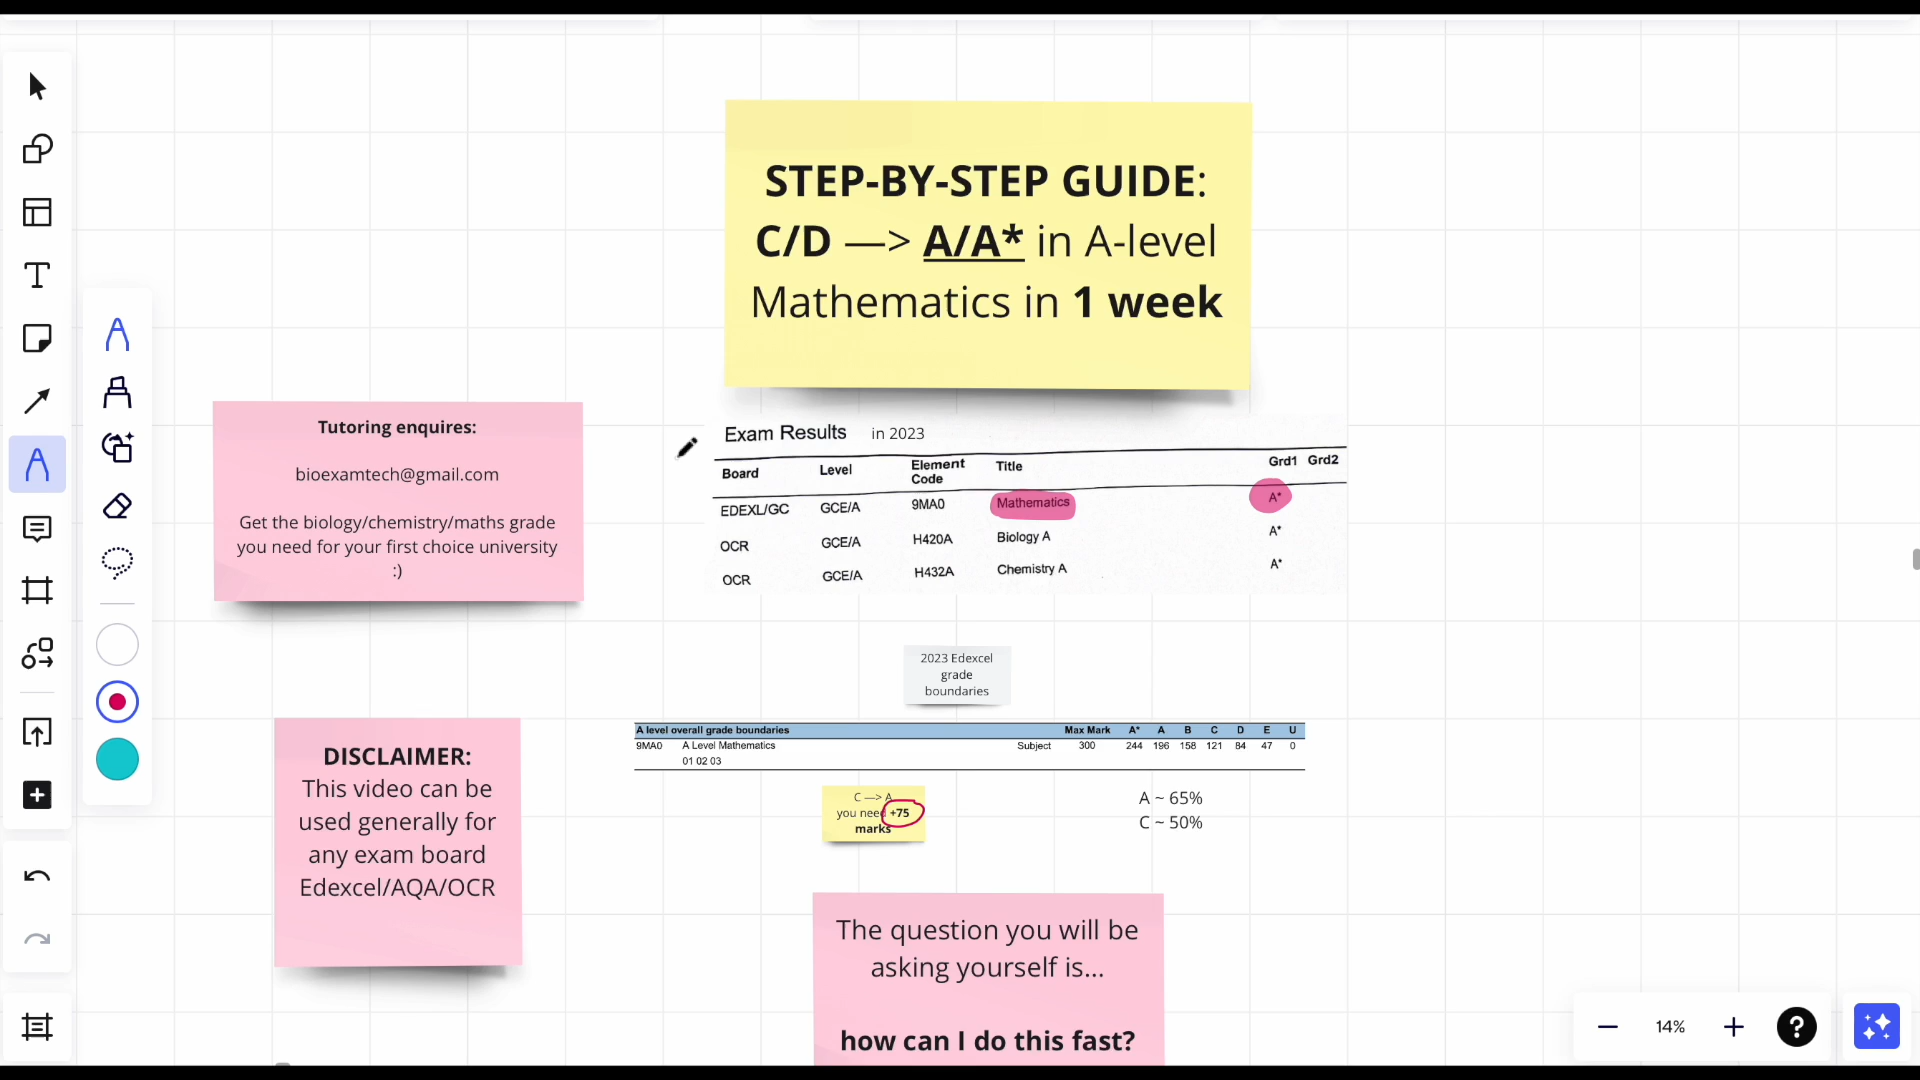 STEP-BY-STEP GUIDE:
C/D —> A/A* in A-level
Mathematics in 1 week
Tutoring enquires:
bioexamtech@gmail.com
Get the biology/chemistry/maths grade
you need for your first choice university
:)
Exam Results in 2023
Board Level Element Code Title Grd1 Grd2
EDEXL/GC GCE/A 9MA0 Mathematics A*
OCR GCE/A H420A Biology A A*
OCR GCE/A H432A Chemistry A A*
2023 Edexcel
grade
boundaries
A level overall grade boundaries Max Mark A* A B C D E U
9MA0 A Level Mathematics Subject 300 244 196 158 121 84 47 0
01 02 03
DISCLAIMER:
This video can be
used generally for
any exam board
Edexcel/AQA/OCR
C —> A
you need +75
marks
A ~ 65%
C ~ 50%
The question you will be
asking yourself is...
how can I do this fast?
14%